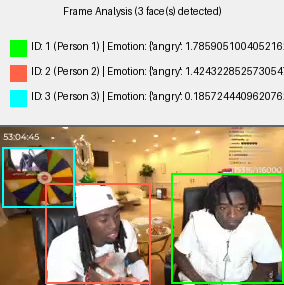 Frame Analysis (3 face(s) detected)
ID: 1 (Person 1) | Emotion: {'angry': 1.785905100405216
ID: 2 (Person 2) | Emotion: {'angry': 1.424322852573054
ID: 3 (Person 3) | Emotion: {'angry': 0.185724440962076
53:04:45